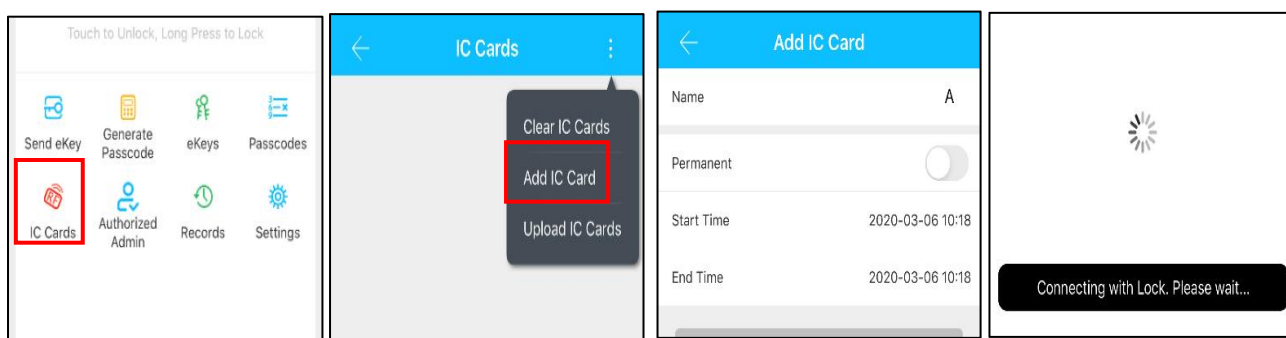 Touch to Unlock, Long Press to Lock
Send eKey
Generate
Passcode
eKeys
Passcodes
RF
IC Cards
Authorized
Admin
Records
Settings
IC Cards
Clear IC Cards
Add IC Card
Upload IC Cards
Add IC Card
Name A
Permanent
Start Time 2020-03-06 10:18
End Time 2020-03-06 10:18
Connecting with Lock. Please wait...